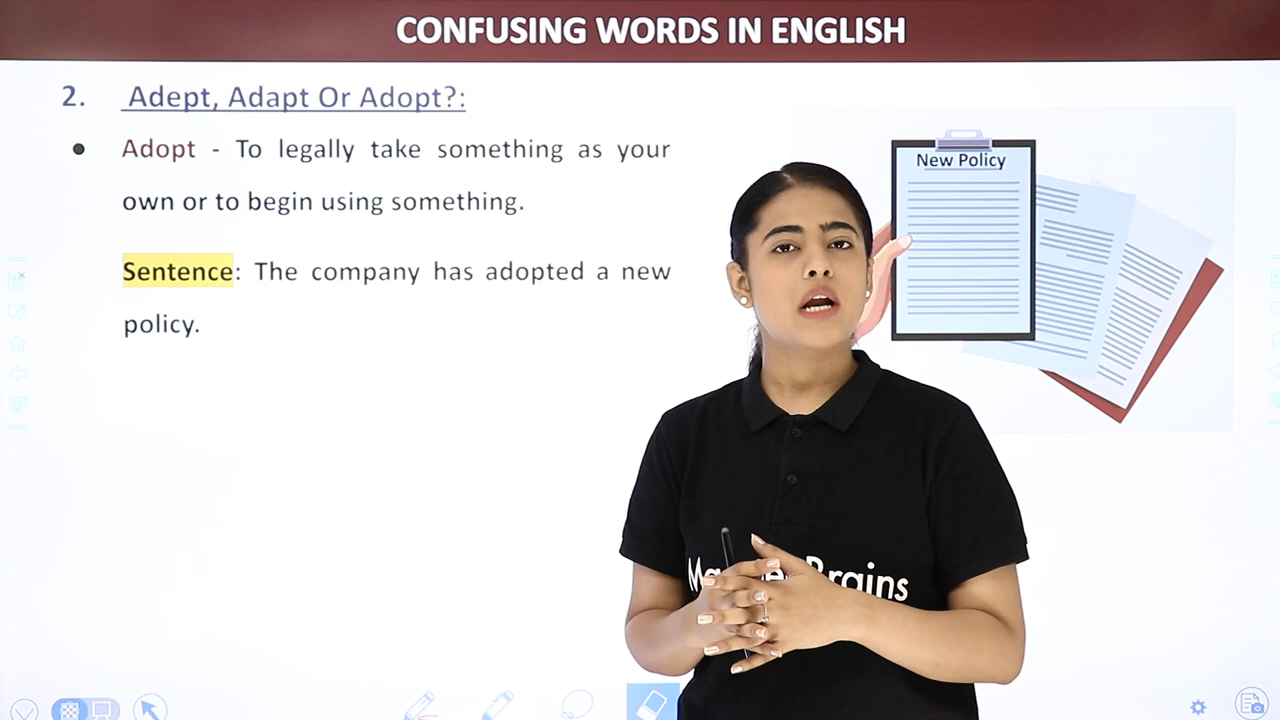 CONFUSING WORDS IN ENGLISH
2. Adept, Adapt Or Adopt?:
● Adopt - To legally take something as your
own or to begin using something.
Sentence: The company has adopted a new
policy.
New Policy
Brains